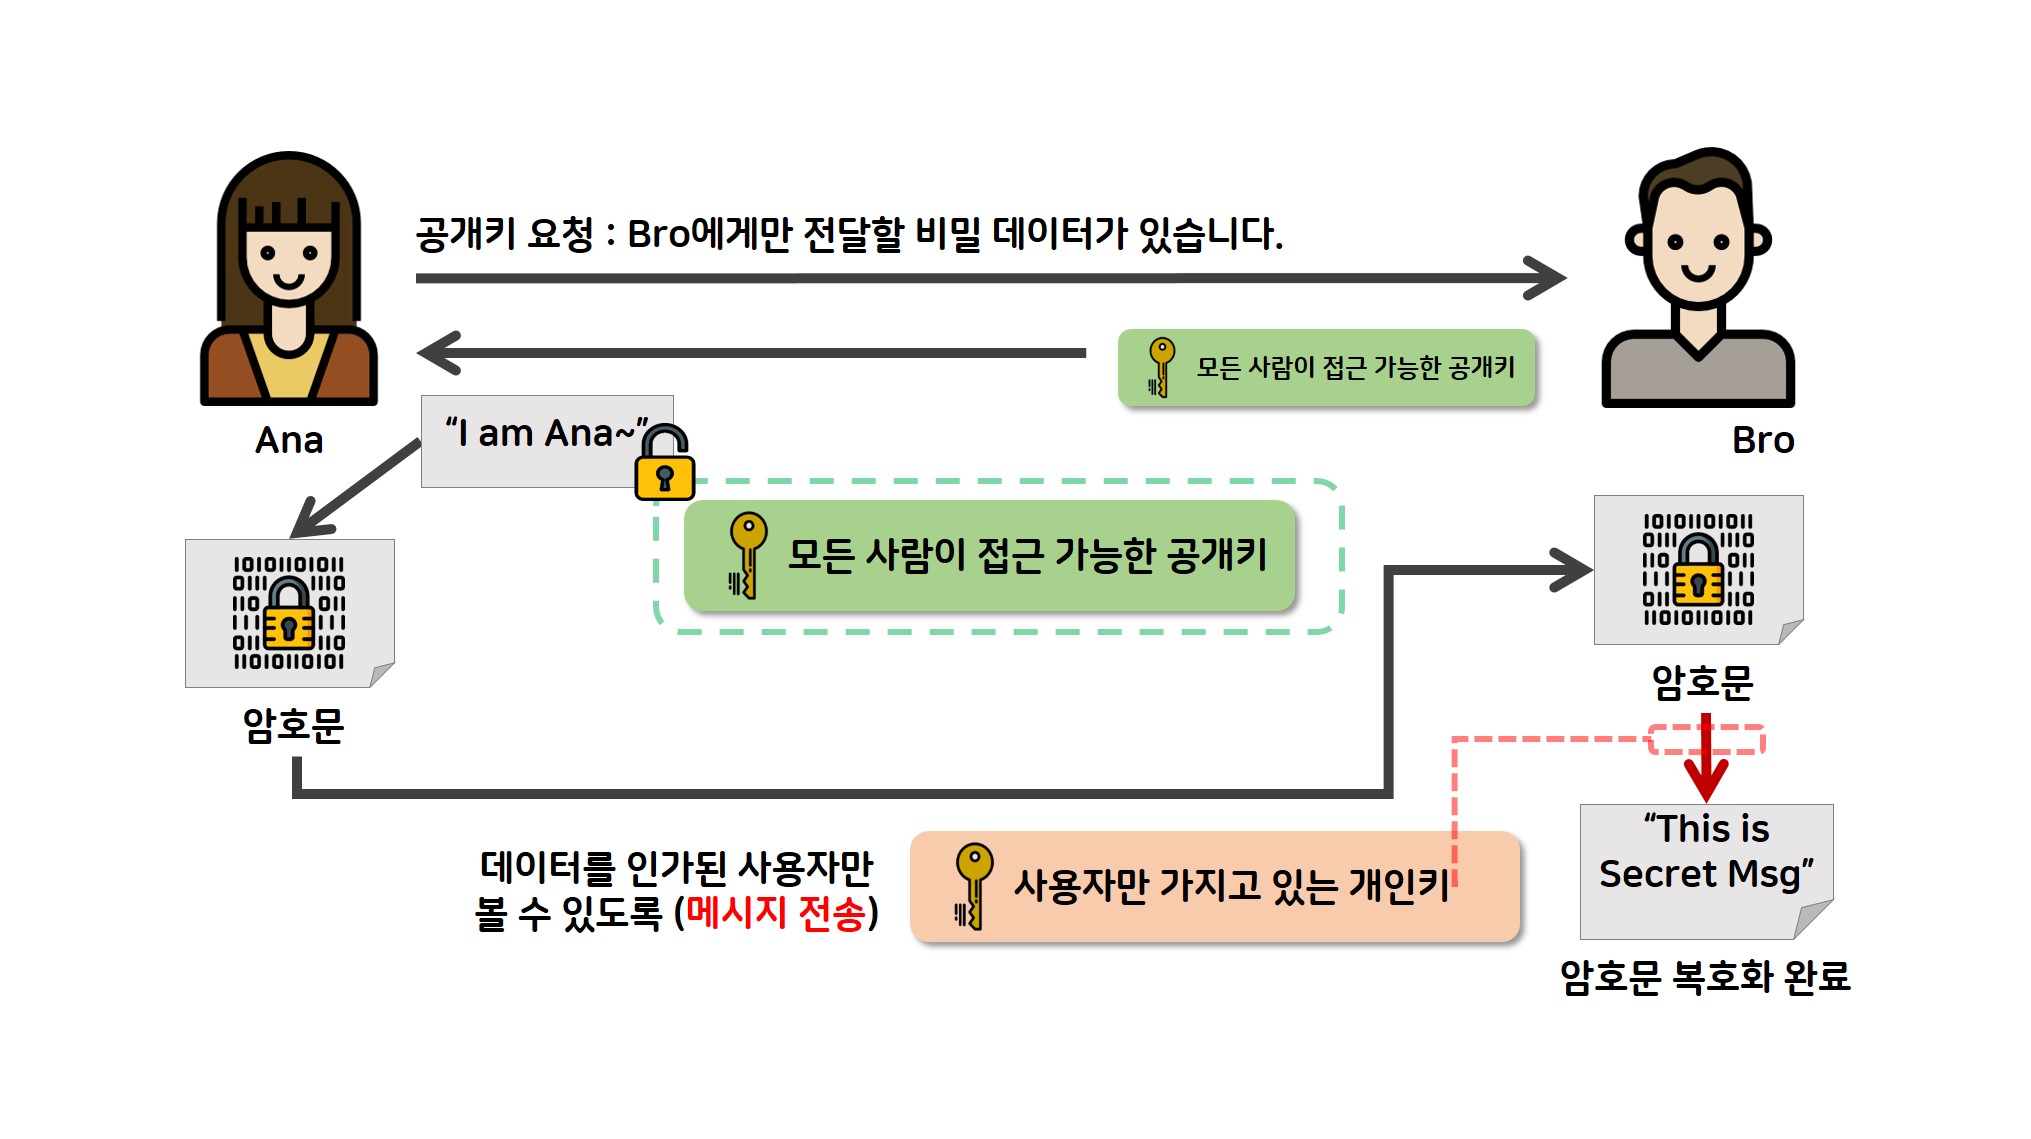 공개키 요청 : Bro에게만 전달할 비밀 데이터가 있습니다.
모든 사람이 접근 가능한 공개키
Ana
“I am Ana~”
Bro
모든 사람이 접근 가능한 공개키
암호문
암호문
데이터를 인가된 사용자만
볼 수 있도록 (메시지 전송)
사용자만 가지고 있는 개인키
“This is
Secret Msg”
암호문 복호화 완료